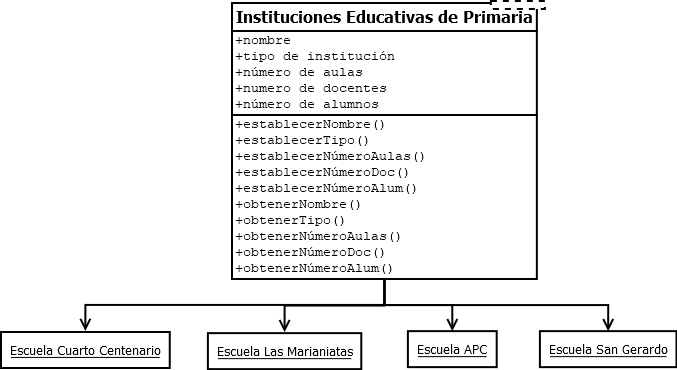 Instituciones Educativas de Primaria
+nombre
+tipo de institución
+número de aulas
+numero de docentes
+número de alumnos
+establecerNombre()
+establecerTipo()
+establecerNúmeroAulas()
+establecerNúmeroDoc()
+establecerNúmeroAlum()
+obtenerNombre()
+obtenerTipo()
+obtenerNúmeroAulas()
+obtenerNúmeroDoc()
+obtenerNúmeroAlum()
Escuela Cuarto Centenario
Escuela Las Marianiatas
Escuela APC
Escuela San Gerardo